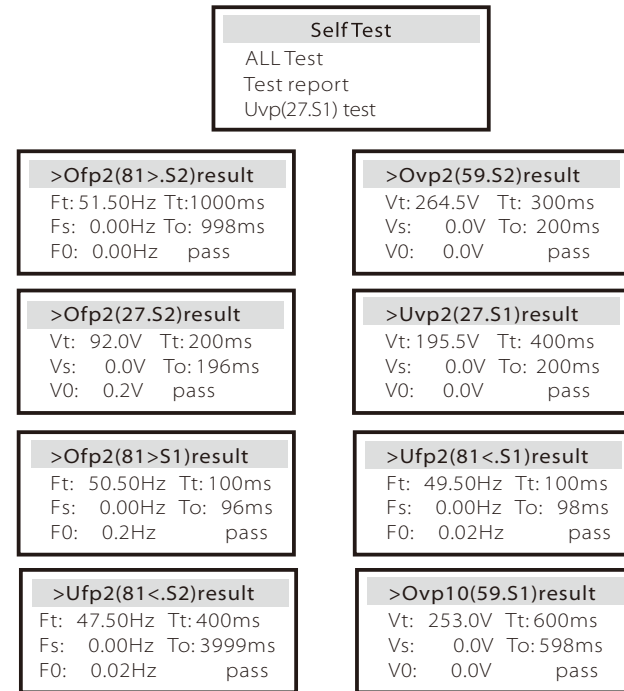 Self Test
ALL Test
Test report
Uvp(27.S1) test
>Ofp2(81>.S2)result
Ft: 51.50Hz Tt:1000ms
Fs: 0.00Hz To: 998ms
F0: 0.00Hz pass
>Ovp2(59.S2)result
Vt: 264.5V Tt: 300ms
Vs: 0.0V To: 200ms
V0: 0.0V pass
>Ofp2(27.S2)result
Vt: 92.0V Tt: 200ms
Vs: 0.0V To: 196ms
V0: 0.2V pass
>Uvp2(27.S1)result
Vt: 195.5V Tt: 400ms
Vs: 0.0V To: 200ms
V0: 0.0V pass
>Ofp2(81>S1)result
Ft: 50.50Hz Tt: 100ms
Fs: 0.00Hz To: 96ms
F0: 0.2Hz pass
>Ufp2(81<.S1)result
Ft: 49.50Hz Tt: 100ms
Fs: 0.00Hz To: 98ms
F0: 0.02Hz pass
>Ufp2(81<.S2)result
Ft: 47.50Hz Tt: 400ms
Fs: 0.00Hz To: 3999ms
F0: 0.02Hz pass
>Ovp10(59.S1)result
Vt: 253.0V Tt: 600ms
Vs: 0.0V To: 598ms
V0: 0.0V pass